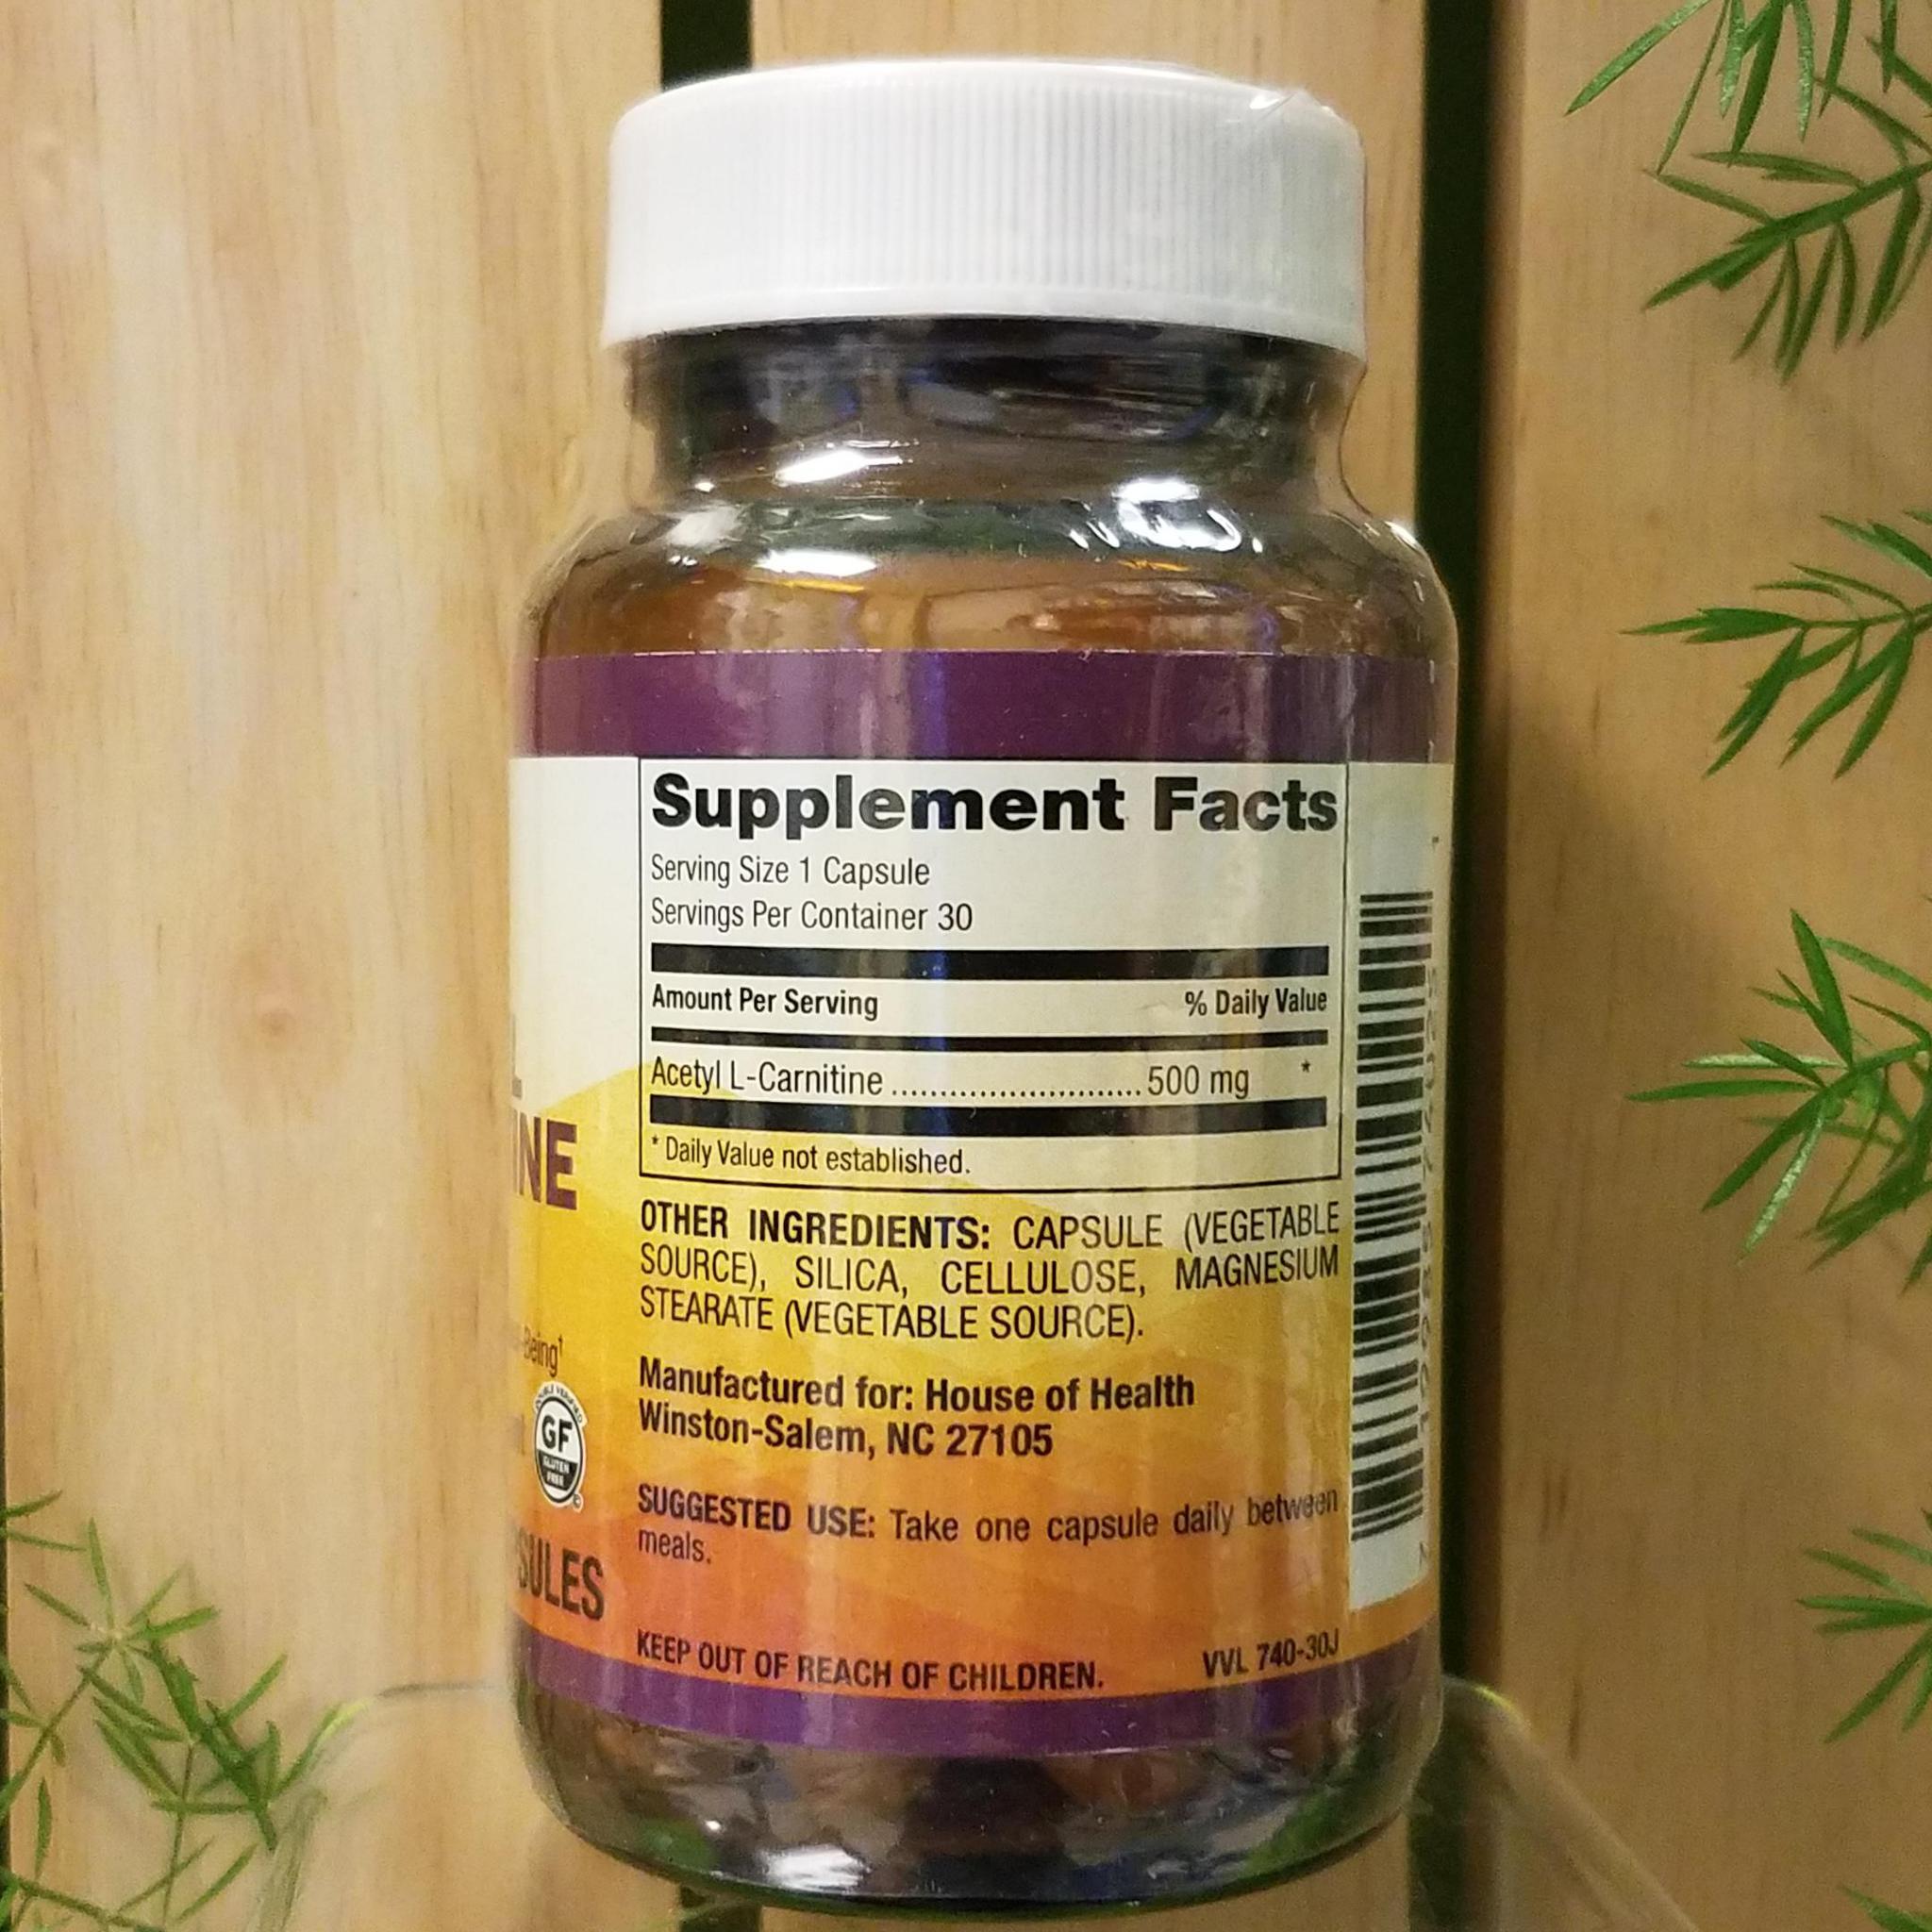 Supplement Facts
Serving Size 1 Capsule
Servings Per Container 30
Amount Per Serving % Daily Value
Acetyl L-Carnitine ............................ 500 mg *
* Daily Value not established.
OTHER INGREDIENTS: CAPSULE (VEGETABLE
SOURCE), SILICA, CELLULOSE, MAGNESIUM
STEARATE (VEGETABLE SOURCE).
Manufactured for: House of Health
Winston-Salem, NC 27105
SUGGESTED USE: Take one capsule daily between
meals.
KEEP OUT OF REACH OF CHILDREN. VVL 740-30J
INE
-Being†
GF
GLUTEN
FREE
SULES